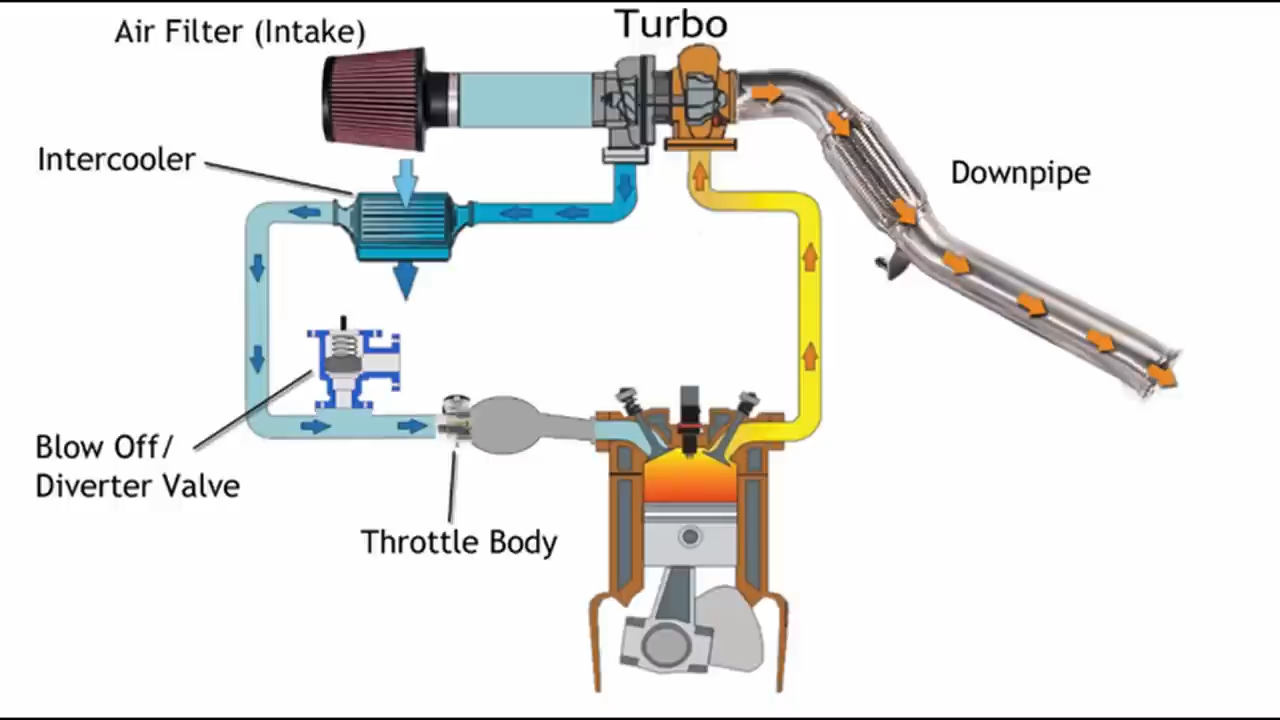 Air Filter (Intake)
Turbo
Intercooler
Downpipe
Blow Off/
Diverter Valve
Throttle Body